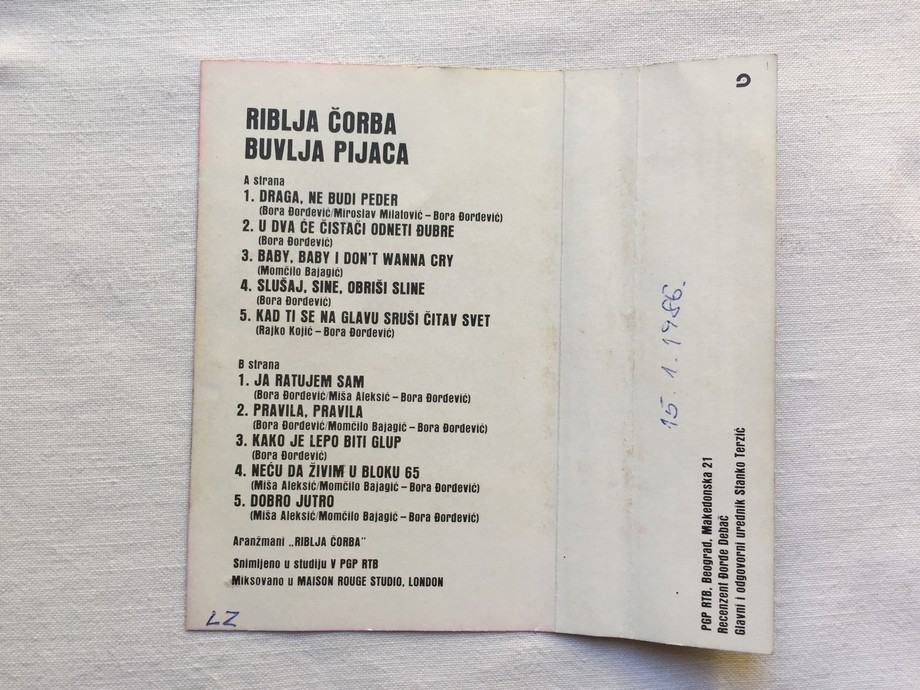 RIBLJA ČORBA
BUVLJA PIJACA
A strana
1. DRAGA, NE BUDI PEDER
(Bora Đorđević/Miroslav Milatović – Bora Đorđević)
2. U DVA ĆE ČISTAČI ODNETI ĐUBRE
(Bora Đorđević)
3. BABY, BABY I DON'T WANNA CRY
(Momčilo Bajagić)
4. SLUŠAJ, SINE, OBRIŠI SLINE
(Bora Đorđević)
5. KAD TI SE NA GLAVU SRUŠI ČITAV SVET
(Rajko Kojić – Bora Đorđević)
B strana
1. JA RATUJEM SAM
(Bora Đorđević/Miša Aleksić – Bora Đorđević)
2. PRAVILA, PRAVILA
(Bora Đorđević/Momčilo Bajagić – Bora Đorđević)
3. KAKO JE LEPO BITI GLUP
(Bora Đorđević)
4. NEĆU DA ŽIVIM U BLOKU 65
(Miša Aleksić/Momčilo Bajagić – Bora Đorđević)
5. DOBRO JUTRO
(Miša Aleksić/Momčilo Bajagić – Bora Đorđević)
Aranžmani „RIBLJA ČORBA“
Snimljeno u studiju V PGP RTB
Miksovano u MAISON ROUGE STUDIO, LONDON
LZ
15. 1. 1986.
PGP RTB, Beograd, Makedonska 21
Recenzent Đorđe Debač
Glavni i odgovorni urednik Stanko Terzić